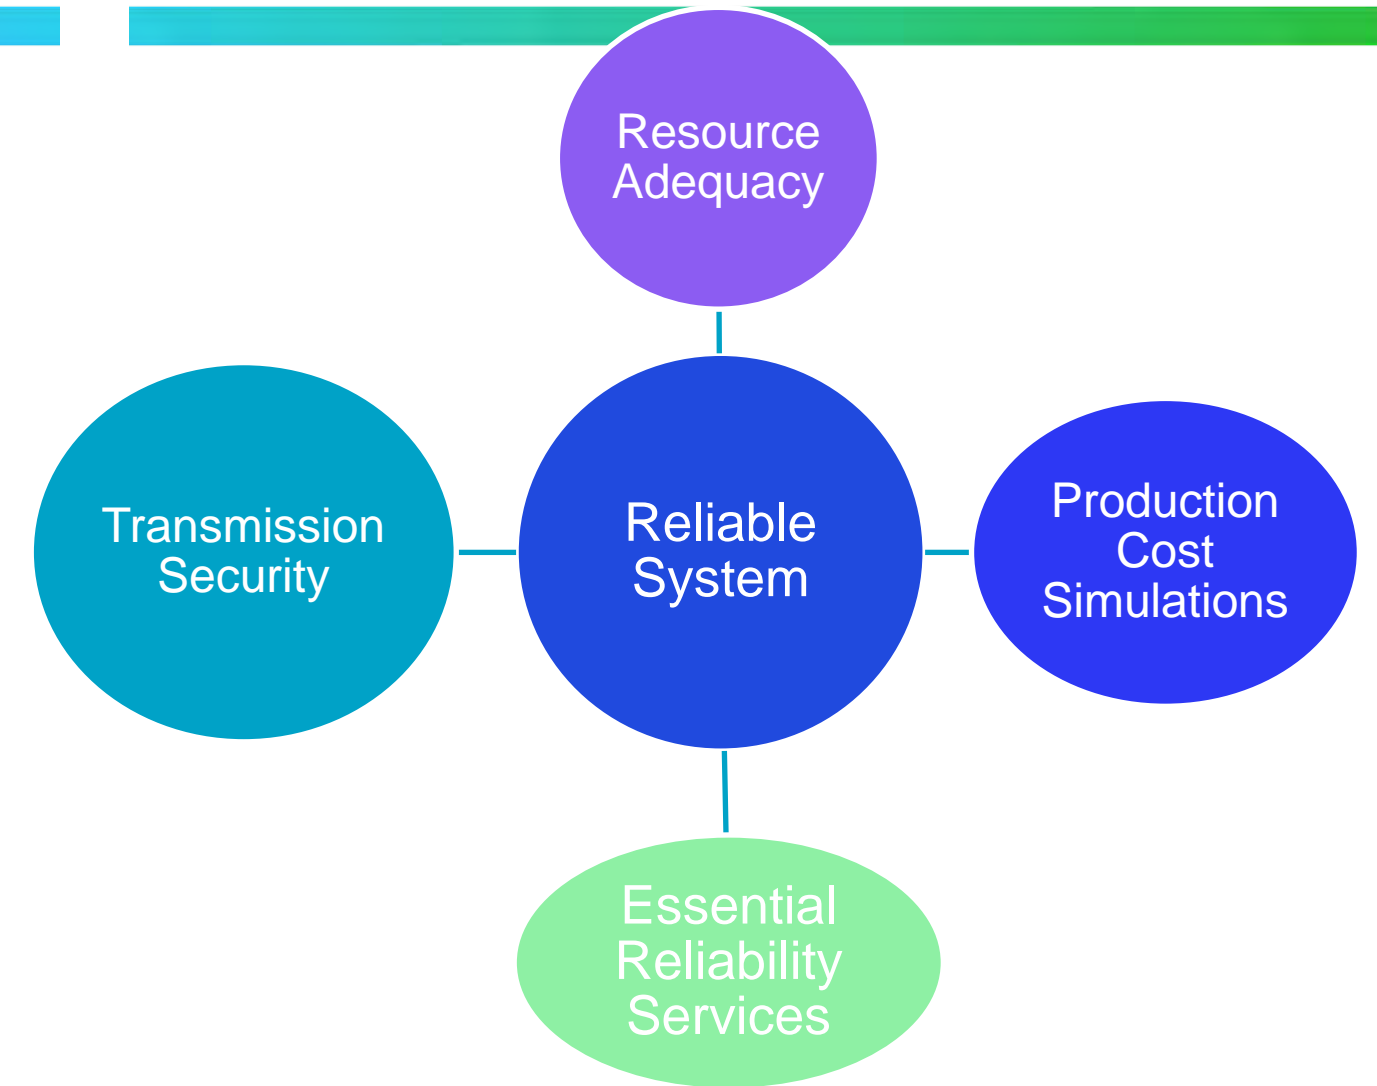 Resource
Adequacy
Transmission
Security
Reliable
System
Production
Cost
Simulations
Essential
Reliability
Services